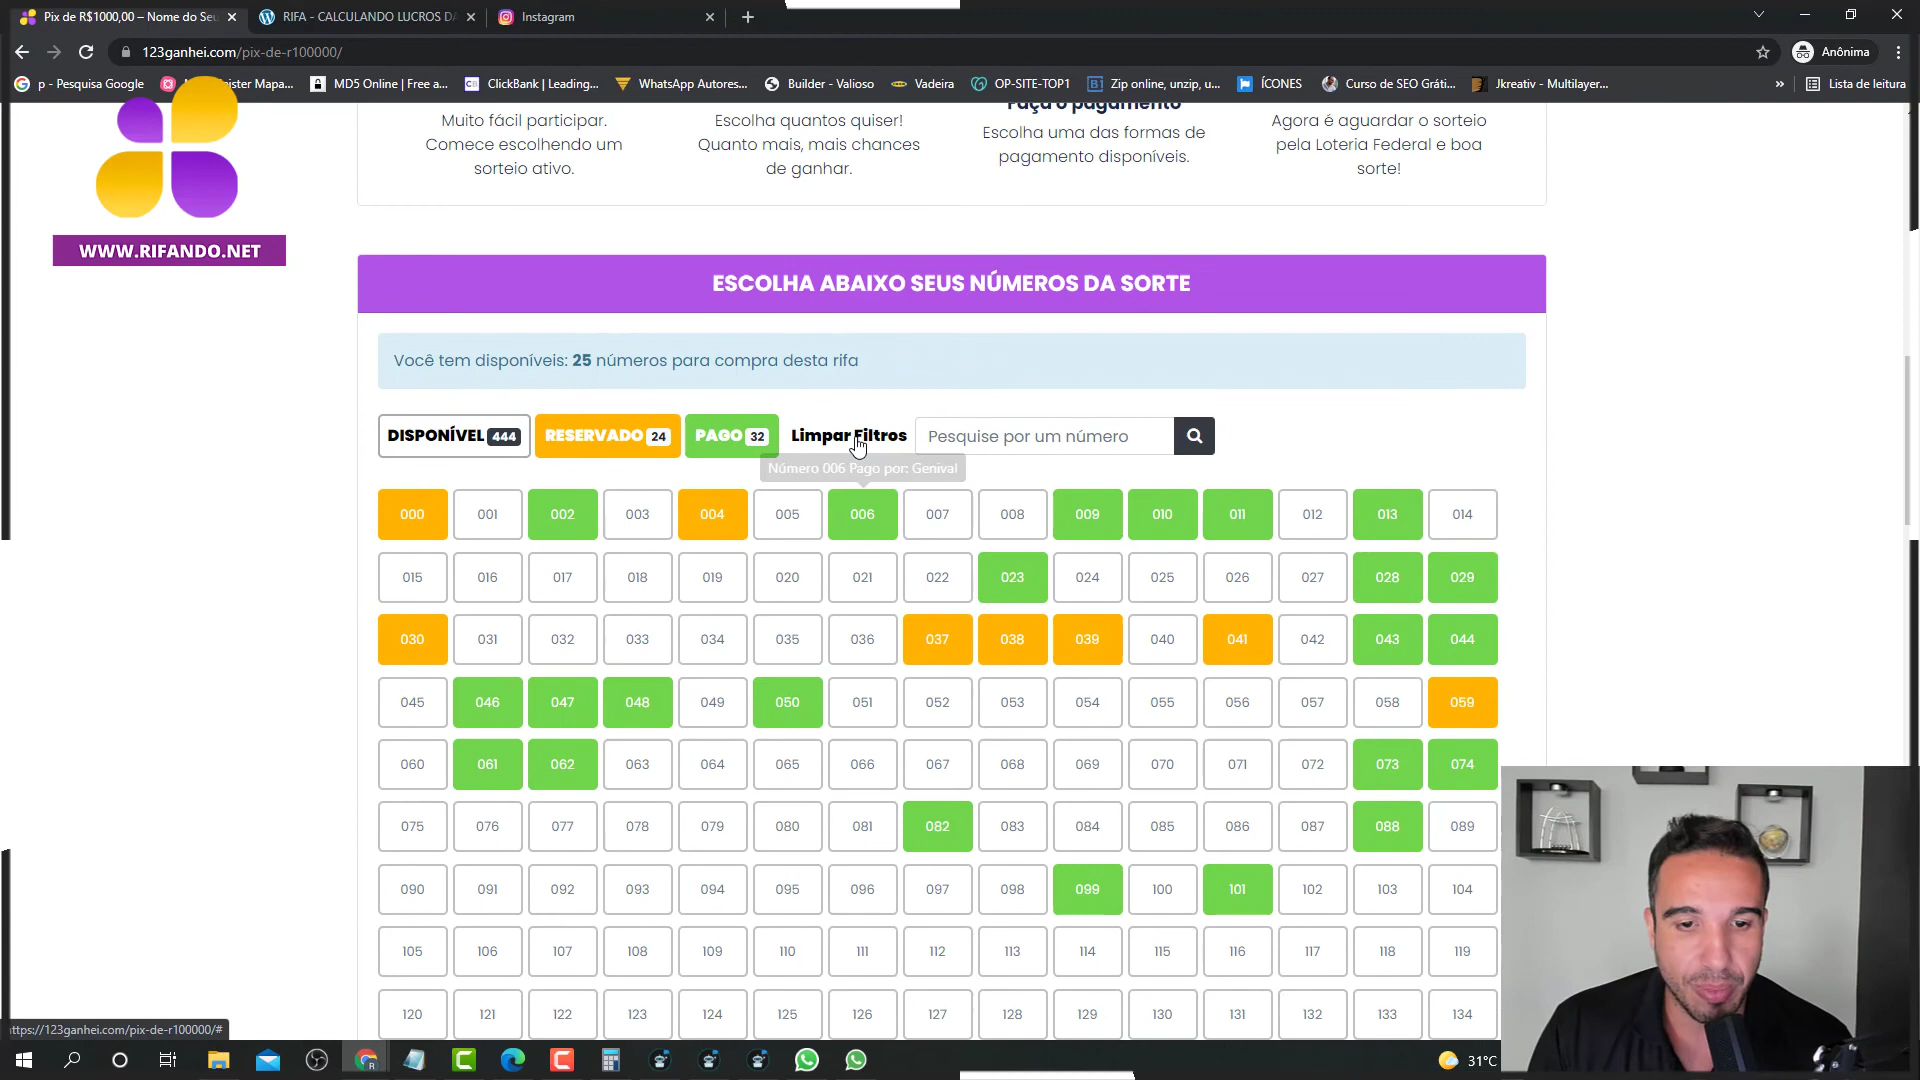 Pix de R$1000,00 – Nome do Seu
RIFA - CALCULANDO LUCROS DA
Instagram
123ganhei.com/pix-de-r100000/
Anônima
p - Pesquisa Google
MD5 Online | Free a...
ClickBank | Leading...
WhatsApp Autores...
Builder - Valioso
Vadeira
OP-SITE-TOP1
Zip online, unzip, u...
ÍCONES
Curso de SEO Gráti...
Jkreativ - Multilayer...
Lista de leitura
WWW.RIFANDO.NET
Muito fácil participar.
Comece escolhendo um
sorteio ativo.
Escolha quantos quiser!
Quanto mais, mais chances
de ganhar.
Faça o pagamento
Escolha uma das formas de
pagamento disponíveis.
Agora é aguardar o sorteio
pela Loteria Federal e boa
sorte!
ESCOLHA ABAIXO SEUS NÚMEROS DA SORTE
Você tem disponíveis: 25 números para compra desta rifa
DISPONÍVEL 444 RESERVADO 24 PAGO 32 Limpar Filtros Pesquise por um número
Número 006 Pago por: Genival
000 001 002 003 004 005 006 007 008 009 010 011 012 013 014
015 016 017 018 019 020 021 022 023 024 025 026 027 028 029
030 031 032 033 034 035 036 037 038 039 040 041 042 043 044
045 046 047 048 049 050 051 052 053 054 055 056 057 058 059
060 061 062 063 064 065 066 067 068 069 070 071 072 073 074
075 076 077 078 079 080 081 082 083 084 085 086 087 088 089
090 091 092 093 094 095 096 097 098 099 100 101 102 103 104
105 106 107 108 109 110 111 112 113 114 115 116 117 118 119
120 121 122 123 124 125 126 127 128 129 130 131 132 133 134
https://123ganhei.com/pix-de-r100000/#
31°C